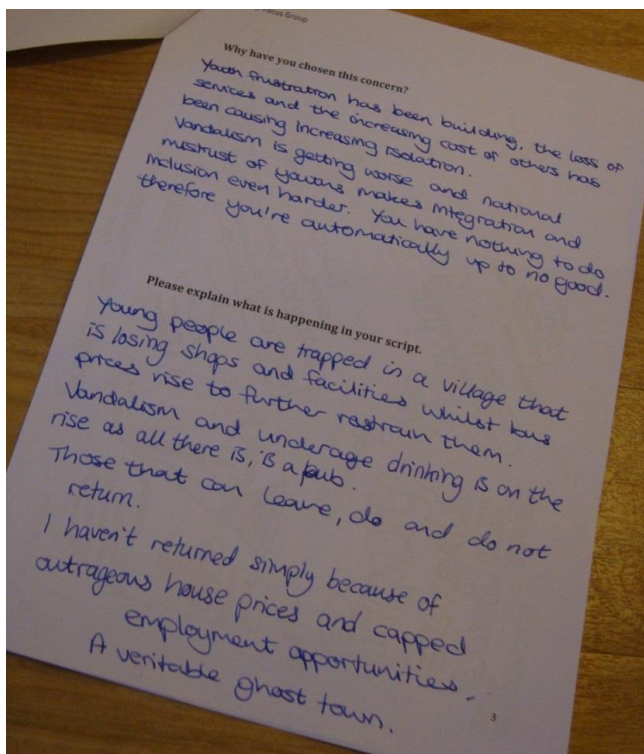 Focus Group
Why have you chosen this concern?
Youth frustration has been building, the loss of
services and the increasing cost of others has
been causing increasing isolation.
Vandalism is getting worse and national
mistrust of youths makes integration and
inclusion even harder. You have nothing to do
therefore you're automatically up to no good.
Please explain what is happening in your script.
Young people are trapped in a village that
is losing shops and facilities whilst bus
prices rise to further restrain them.
Vandalism and underage drinking is on the
rise as all there is, is a pub.
Those that can leave, do and do not
return.
I haven't returned simply because of
outrageous house prices and capped
employment opportunities.
A veritable ghost town.
3